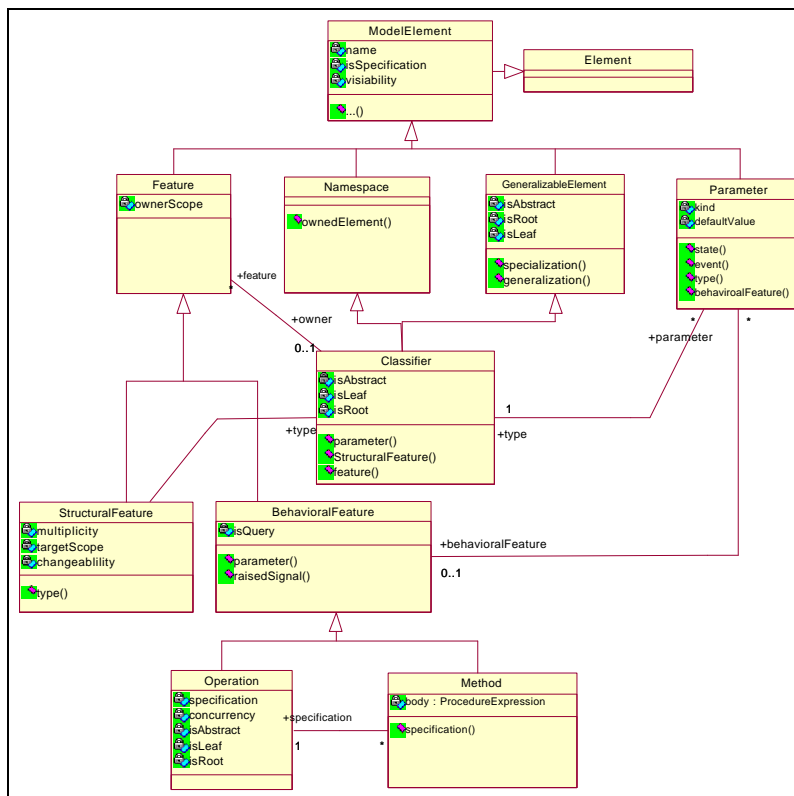 ModelElement
name
isSpecification
visiability
...()
Element
Feature
ownerScope
Namespace
ownedElement()
GeneralizableElement
isAbstract
isRoot
isLeaf
specialization()
generalization()
Parameter
kind
defaultValue
state()
event()
type()
behaviroalFeature()
+feature
*
+owner
0..1
Classifier
isAbstract
isLeaf
isRoot
parameter()
StructuralFeature()
feature()
+type
1
+type
*
*
+parameter
StructuralFeature
multiplicity
targetScope
changeablility
type()
BehavioralFeature
isQuery
parameter()
raisedSignal()
+behavioralFeature
0..1
Operation
specification
concurrency
isAbstract
isLeaf
isRoot
+specification
1
*
Method
body : ProcedureExpression
specification()